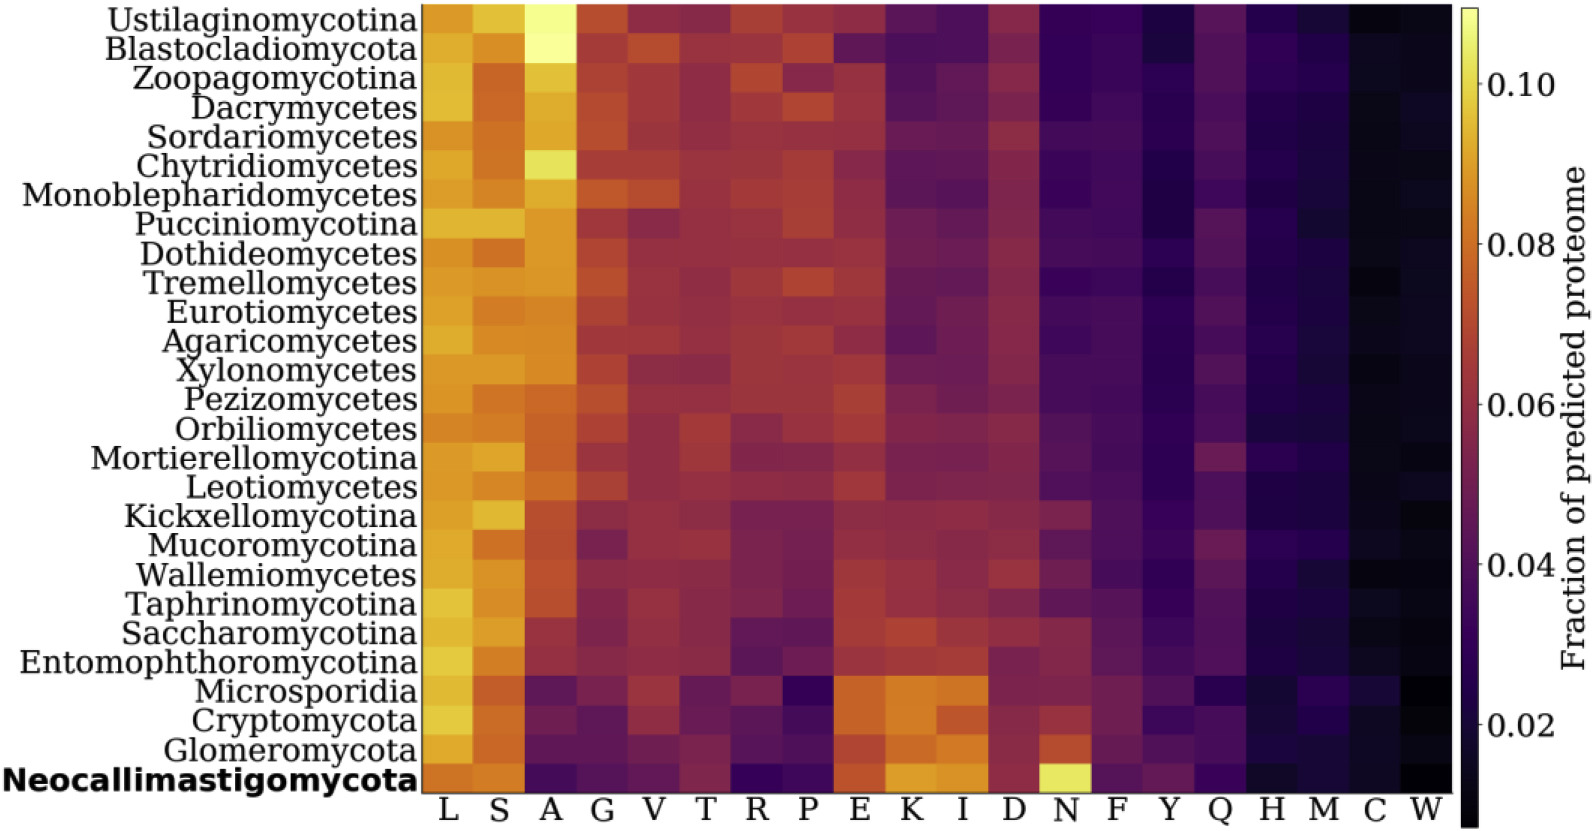 Ustilaginomycotina
Blastocladiomycota
Zoopagomycotina
Dacrymycetes
Sordariomycetes
Chytridiomycetes
Monoblepharidomycetes
Pucciniomycotina
Dothideomycetes
Tremellomycetes
Eurotiomycetes
Agaricomycetes
Xylonomycetes
Pezizomycetes
Orbiliomycetes
Mortierellomycotina
Leotiomycetes
Kickxellomycotina
Mucoromycotina
Wallemiomycetes
Taphrinomycotina
Saccharomycotina
Entomophthoromycotina
Microsporidia
Cryptomycota
Glomeromycota
Neocallimastigomycota
L S A G V T R P E K I D N F Y Q H M C W
0.10
0.08
0.06
0.04
0.02
Fraction of predicted proteome